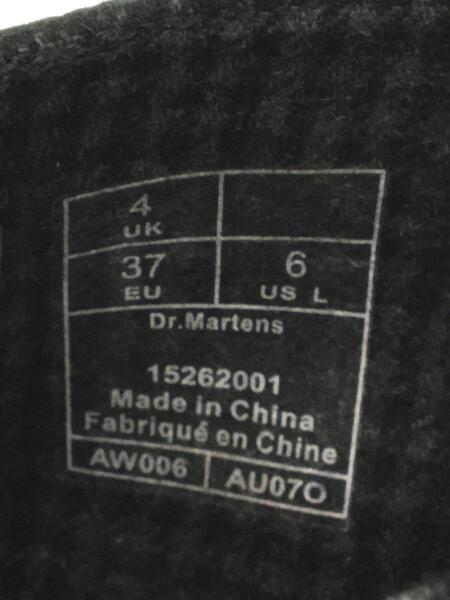 4
UK
37 6
EU US L
Dr.Martens
15262001
Made in China
Fabriqué en Chine
AW006 AU07O